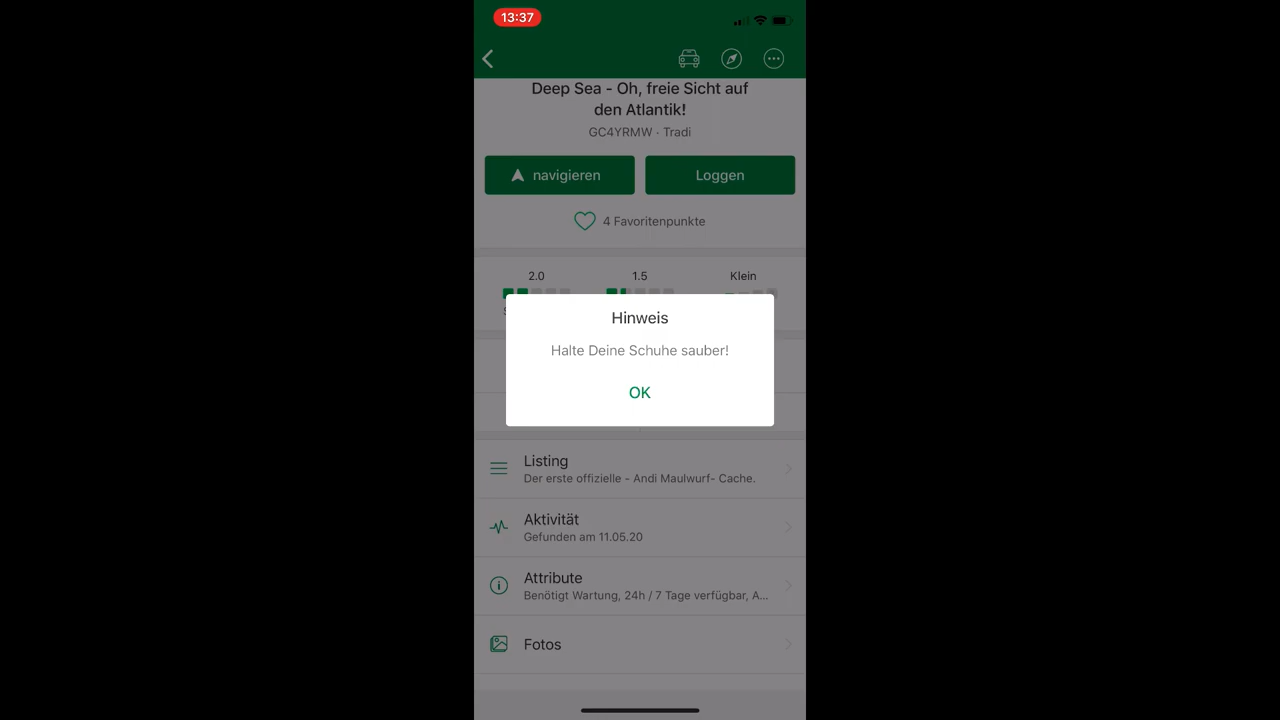 13:37
Deep Sea - Oh, freie Sicht auf
den Atlantik!
GC4YRMW · Tradi
navigieren
Loggen
4 Favoritenpunkte
2.0
1.5
Klein
Hinweis
Halte Deine Schuhe sauber!
OK
Listing
Der erste offizielle - Andi Maulwurf- Cache.
Aktivität
Gefunden am 11.05.20
Attribute
Benötigt Wartung, 24h / 7 Tage verfügbar, A...
Fotos